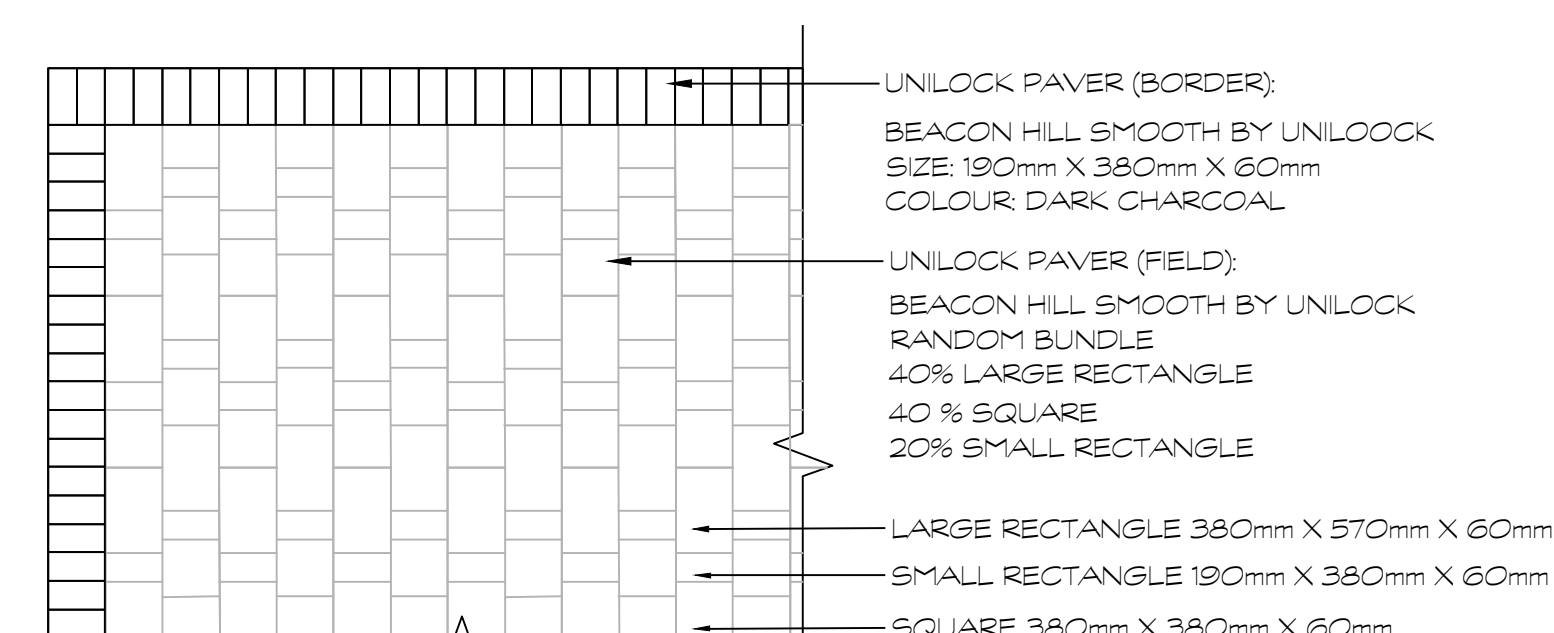 UNILOCK PAVER (BORDER):
BEACON HILL SMOOTH BY UNILOOCK
SIZE: 190mm X 380mm X 60mm
COLOUR: DARK CHARCOAL
UNILOCK PAVER (FIELD):
BEACON HILL SMOOTH BY UNILOCK
RANDOM BUNDLE
40% LARGE RECTANGLE
40 % SQUARE
20% SMALL RECTANGLE
LARGE RECTANGLE 380mm X 570mm X 60mm
SMALL RECTANGLE 190mm X 380mm X 60mm
SQUARE 380mm X 380mm X 60mm